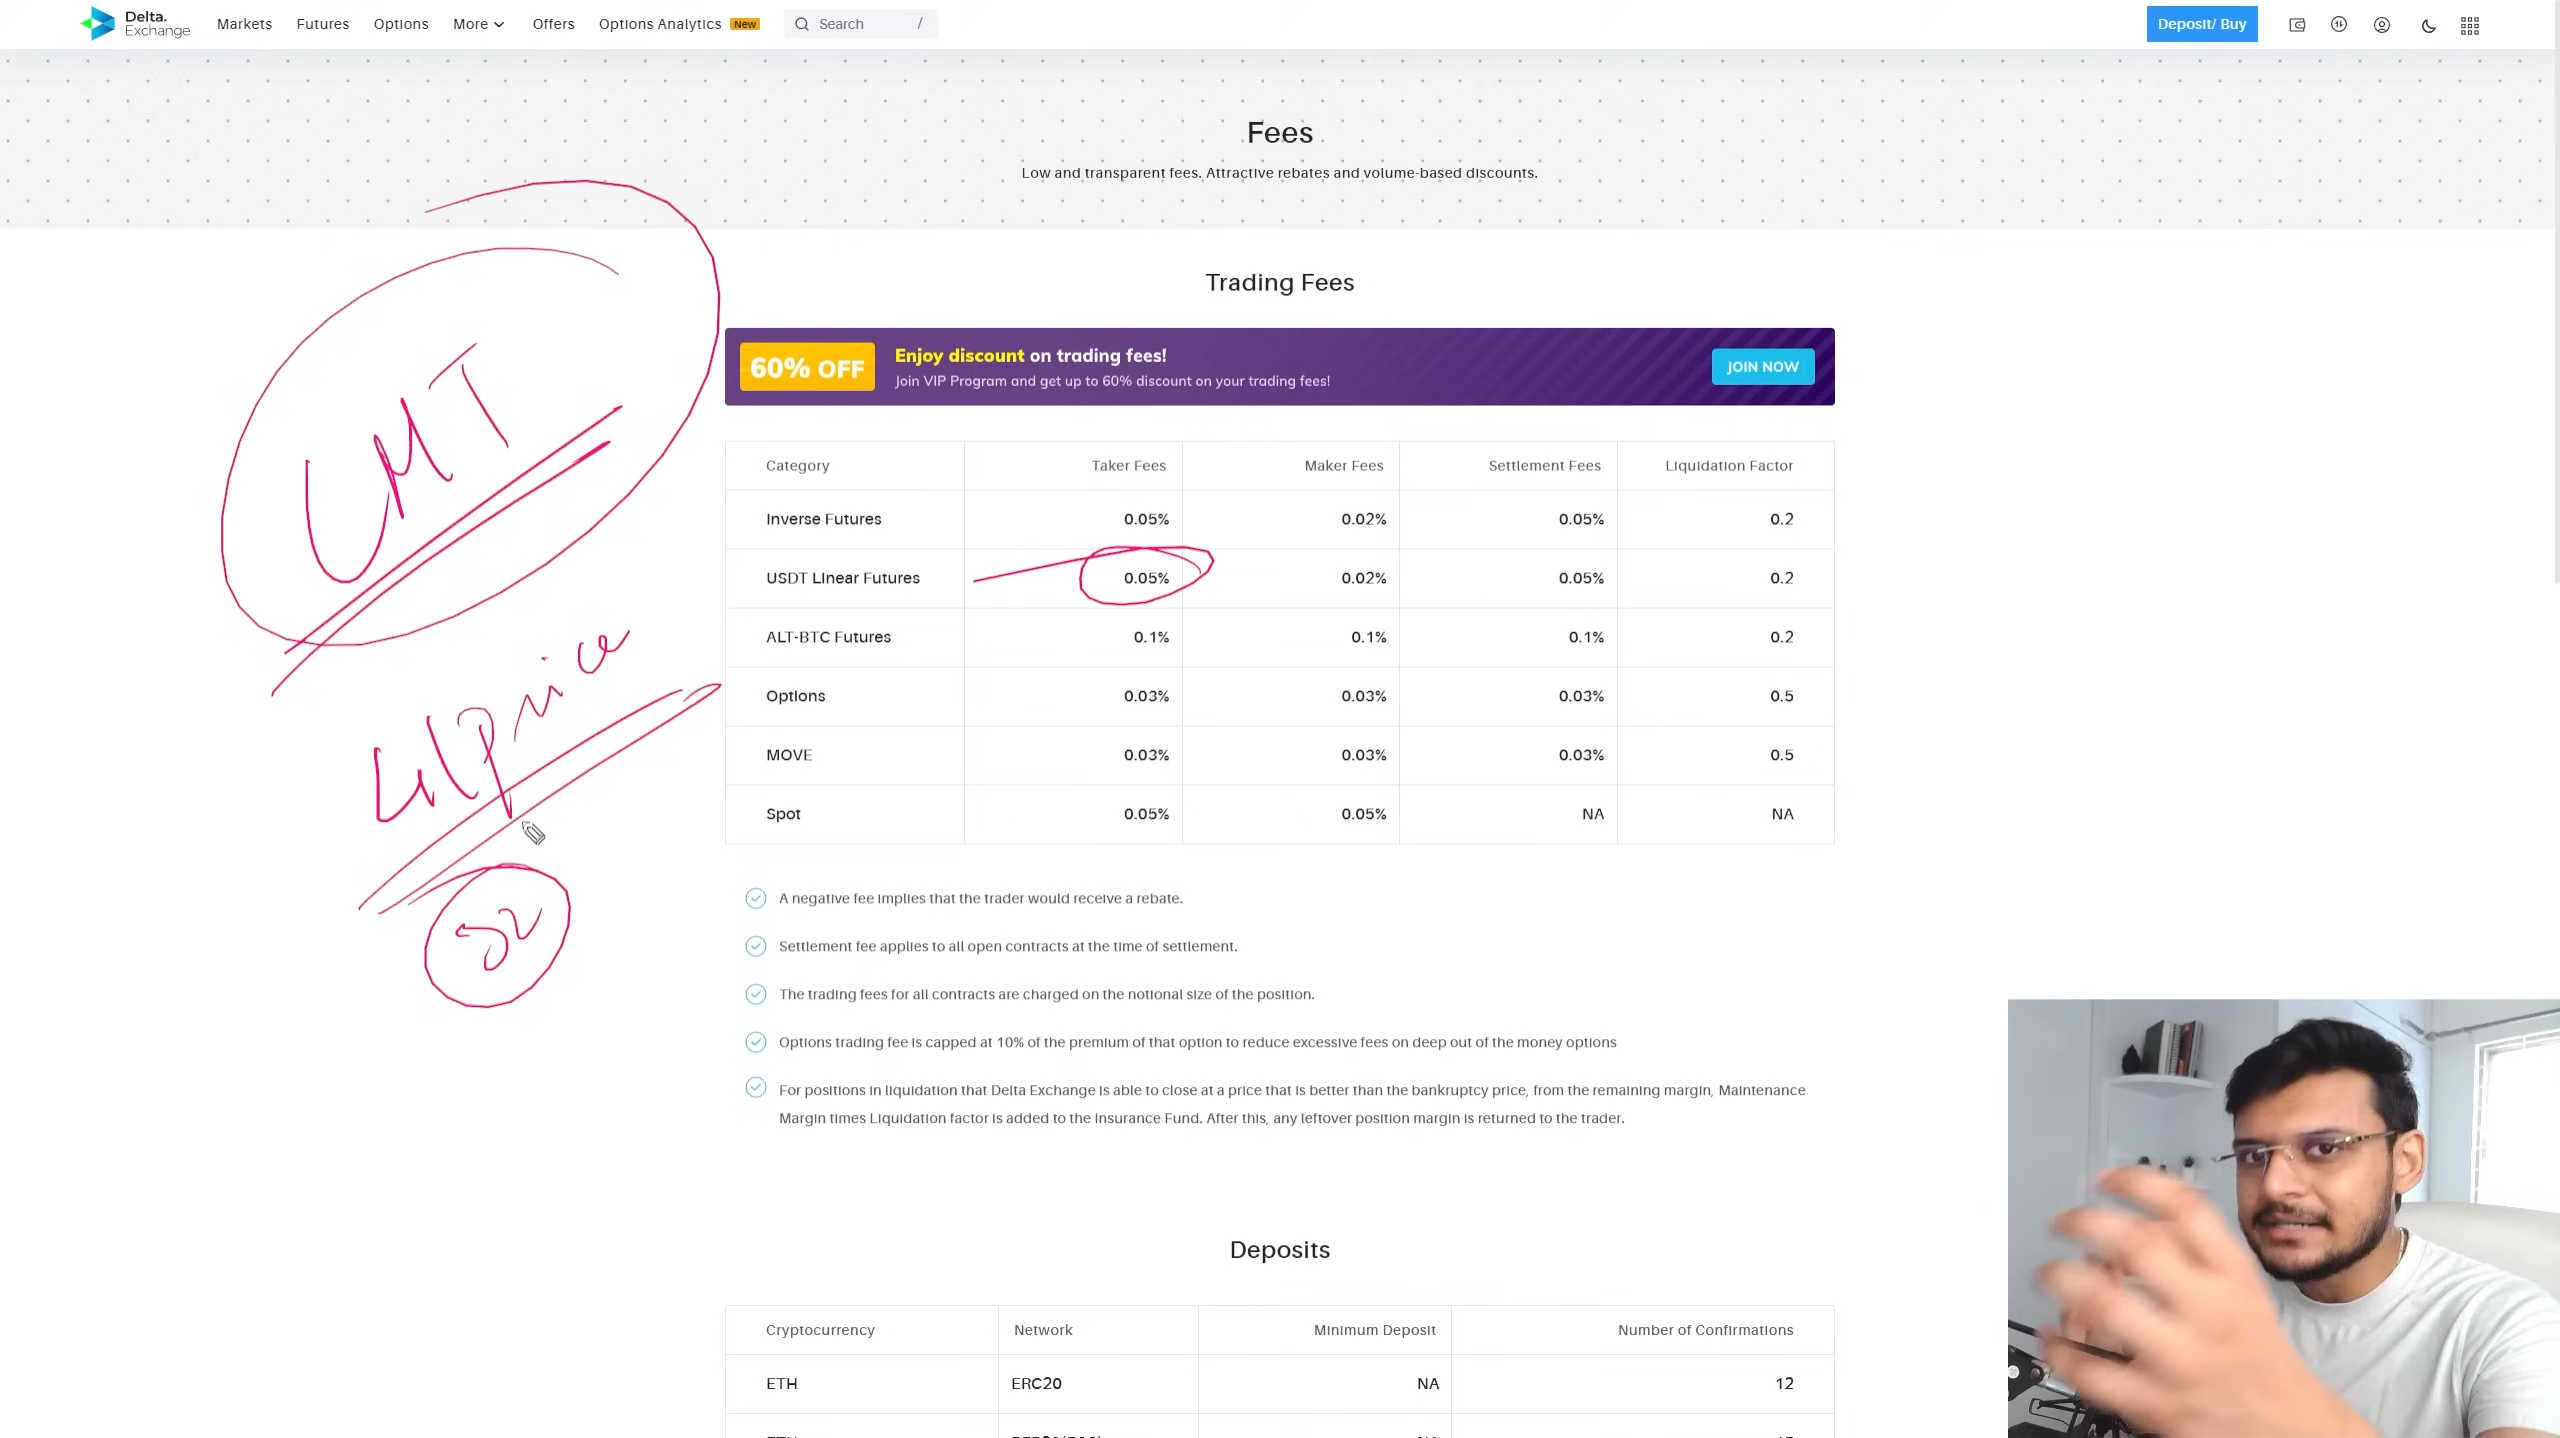 Delta. Exchange Markets Futures Options More Offers Options Analytics New Search / Deposit/ Buy
Fees
Low and transparent fees. Attractive rebates and volume-based discounts.
Trading Fees
60% OFF
Enjoy discount on trading fees!
Join VIP Program and get up to 60% discount on your trading fees!
JOIN NOW
Category Taker Fees Maker Fees Settlement Fees Liquidation Factor
Inverse Futures 0.05% 0.02% 0.05% 0.2
USDT Linear Futures 0.05% 0.02% 0.05% 0.2
ALT-BTC Futures 0.1% 0.1% 0.1% 0.2
Options 0.03% 0.03% 0.03% 0.5
MOVE 0.03% 0.03% 0.03% 0.5
Spot 0.05% 0.05% NA NA
LMT
price
A negative fee implies that the trader would receive a rebate.
Settlement fee applies to all open contracts at the time of settlement.
The trading fees for all contracts are charged on the notional size of the position.
Options trading fee is capped at 10% of the premium of that option to reduce excessive fees on deep out of the money options
For positions in liquidation that Delta Exchange is able to close at a price that is better than the bankruptcy price, from the remaining margin, Maintenance
Margin times Liquidation factor is added to the Insurance Fund. After this, any leftover position margin is returned to the trader.
Deposits
Cryptocurrency Network Minimum Deposit Number of Confirmations
ETH ERC20 NA 12